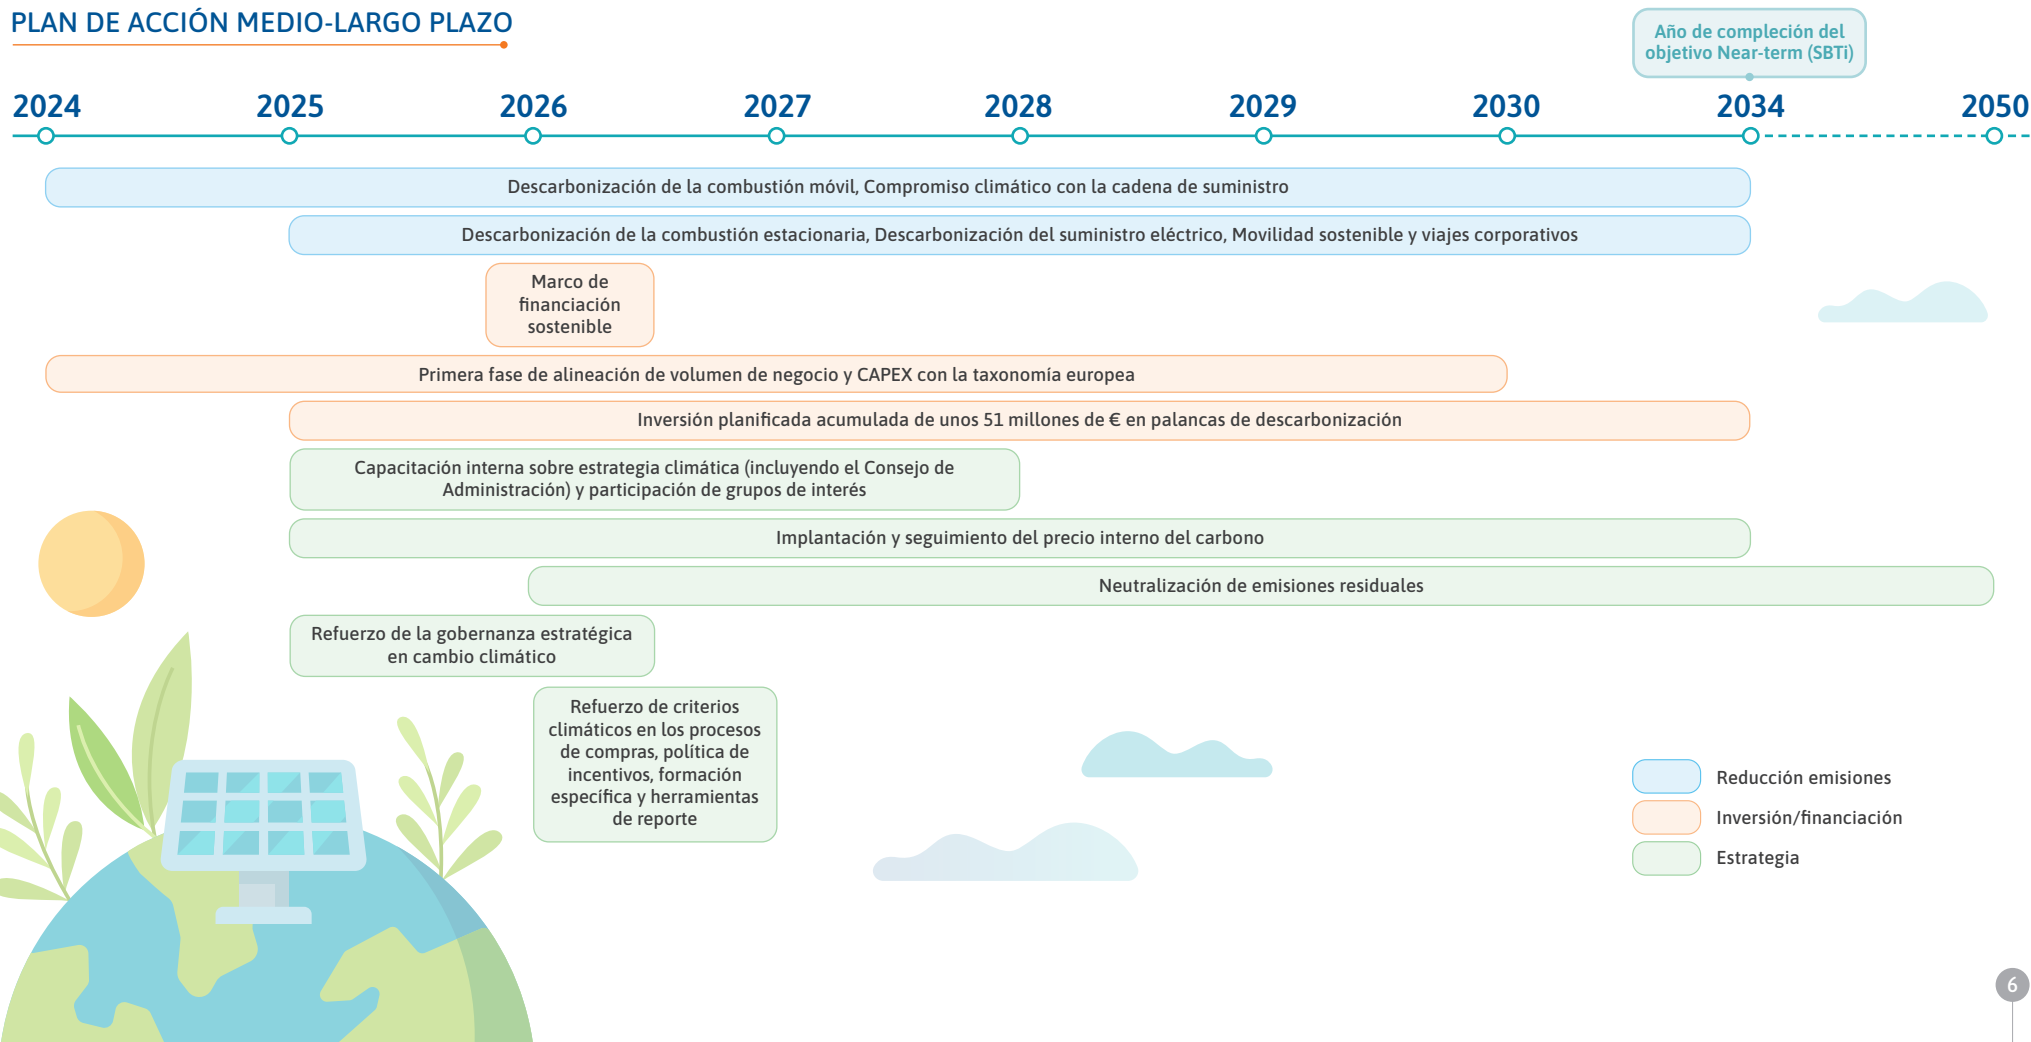 PLAN DE ACCIÓN MEDIO-LARGO PLAZO
Año de compleción del
objetivo Near-term (SBTi)
2024 2025 2026 2027 2028 2029 2030 2034 2050
Descarbonización de la combustión móvil, Compromiso climático con la cadena de suministro
Descarbonización de la combustión estacionaria, Descarbonización del suministro eléctrico, Movilidad sostenible y viajes corporativos
Marco de
financiación
sostenible
Primera fase de alineación de volumen de negocio y CAPEX con la taxonomía europea
Inversión planificada acumulada de unos 51 millones de € en palancas de descarbonización
Capacitación interna sobre estrategia climática (incluyendo el Consejo de
Administración) y participación de grupos de interés
Implantación y seguimiento del precio interno del carbono
Neutralización de emisiones residuales
Refuerzo de la gobernanza estratégica
en cambio climático
Refuerzo de criterios
climáticos en los procesos
de compras, política de
incentivos, formación
específica y herramientas
de reporte
Reducción emisiones
Inversión/financiación
Estrategia
6